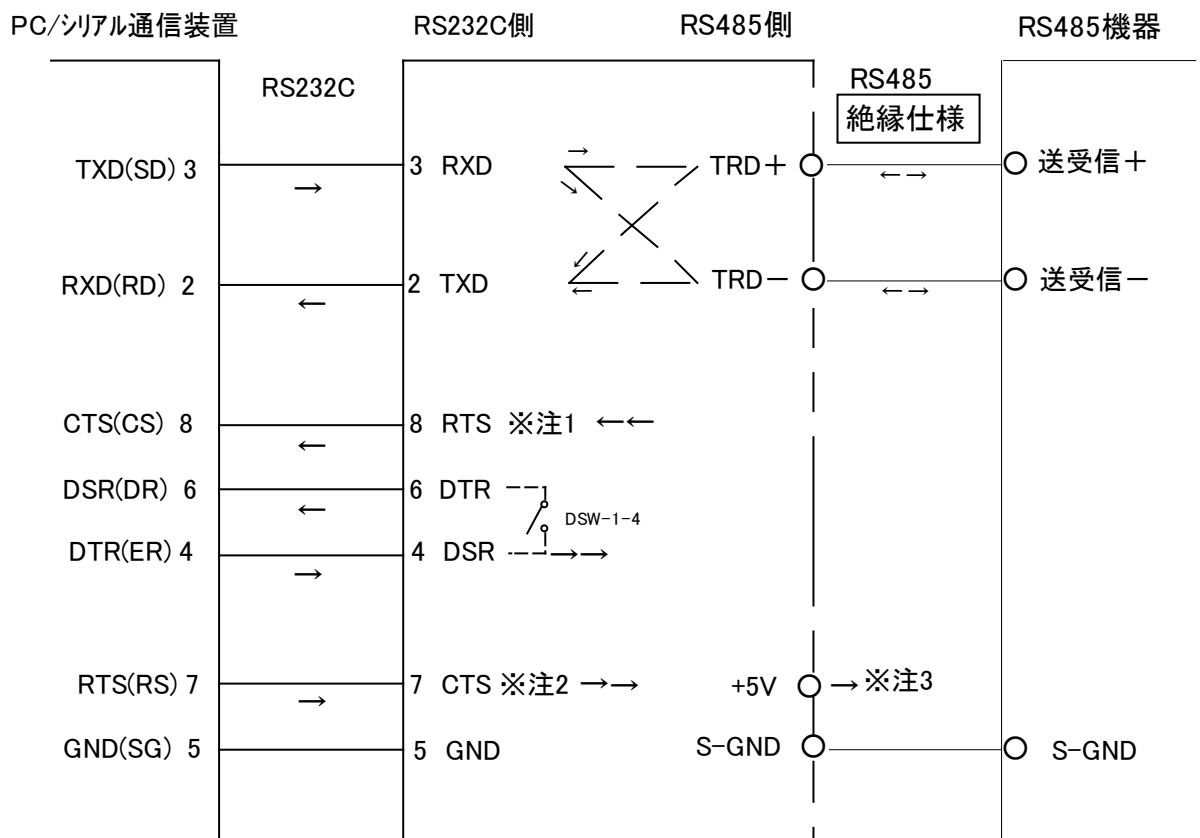 PC/シリアル通信装置 RS232C側 RS485側 RS485機器
RS232C RS485
絶縁仕様
TXD(SD) 3 → 3 RXD → TRD+ ←→ 送受信+
RXD(RD) 2 ← 2 TXD ← TRD− ←→ 送受信−
CTS(CS) 8 ← 8 RTS ※注1 ←←
DSR(DR) 6 ← 6 DTR
DSW-1-4
DTR(ER) 4 → 4 DSR →→
RTS(RS) 7 → 7 CTS ※注2 →→ +5V →※注3
GND(SG) 5 5 GND S-GND S-GND